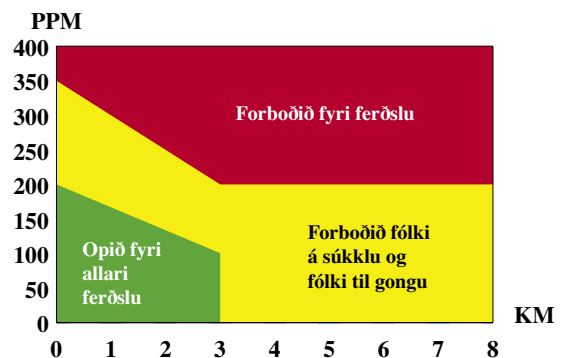 PPM
400
350
300
250
200
150
100
50
0
Forboðið fyri ferðslu
Forboðið fólki
á súkklu og
fólki til gongu
Opið fyri
allari
ferðslu
KM
0 1 2 3 4 5 6 7 8